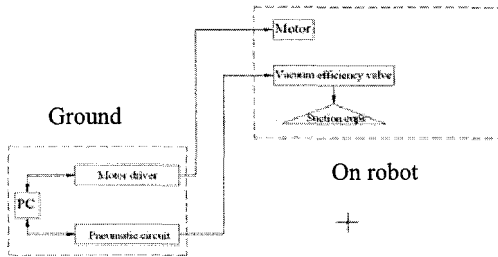 Motor
Vacuum efficiency valve
Suction cups
Ground
Motor driver
On robot
PC
Pneumatic circuit